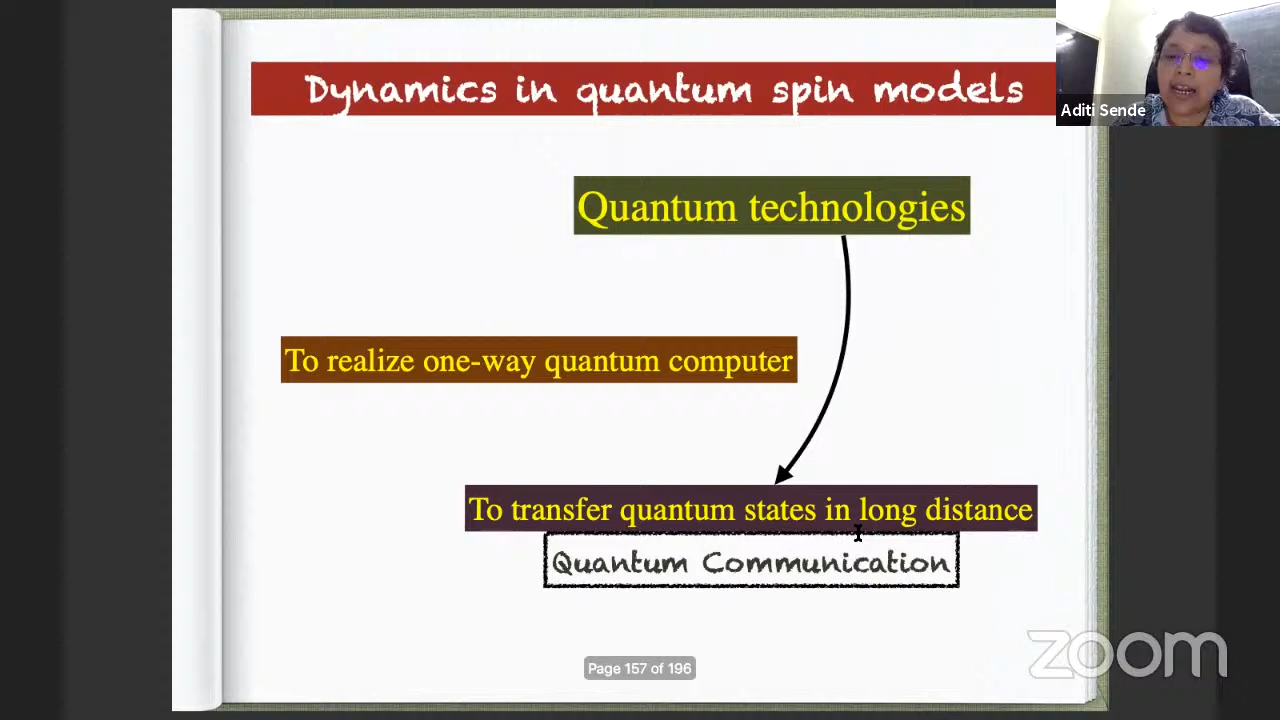 Dynamics in quantum spin models
Aditi Sende
Quantum technologies
To realize one-way quantum computer
To transfer quantum states in long distance
Quantum Communication
zoom
Page 157 of 196